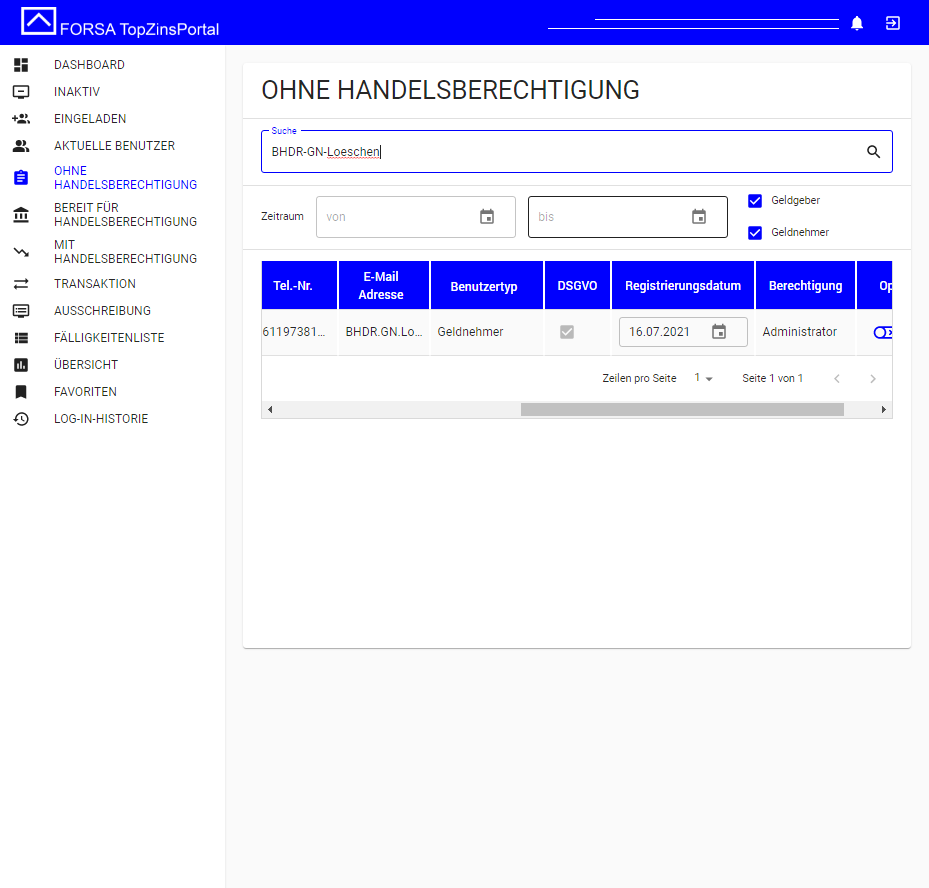 FORSA TopZinsPortal
DASHBOARD
INAKTIV
EINGELADEN
AKTUELLE BENUTZER
OHNE
HANDELSBERECHTIGUNG
BEREIT FÜR
HANDELSBERECHTIGUNG
MIT
HANDELSBERECHTIGUNG
TRANSAKTION
AUSSCHREIBUNG
FÄLLIGKEITENLISTE
ÜBERSICHT
FAVORITEN
LOG-IN-HISTORIE
OHNE HANDELSBERECHTIGUNG
Suche
BHDR-GN-Loeschen
Zeitraum von bis Geldgeber
Geldnehmer
Tel.-Nr. E-Mail Adresse Benutzertyp DSGVO Registrierungsdatum Berechtigung Op
61197381... BHDR.GN.Lo... Geldnehmer 16.07.2021 Administrator
Zeilen pro Seite 1 Seite 1 von 1